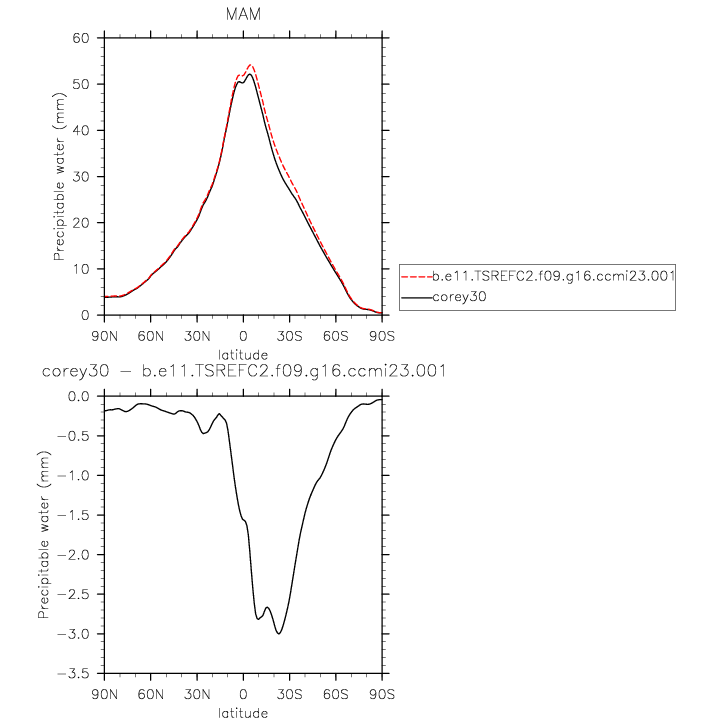 MAM
60
50
40
30
20
10
0
Precipitable water (mm)
90N 60N 30N 0 30S 60S 90S
latitude
b.e11.TSREFC2.f09.g16.ccmi23.001
corey30
corey30 − b.e11.TSREFC2.f09.g16.ccmi23.001
0.0
−0.5
−1.0
−1.5
−2.0
−2.5
−3.0
−3.5
Precipitable water (mm)
90N 60N 30N 0 30S 60S 90S
latitude